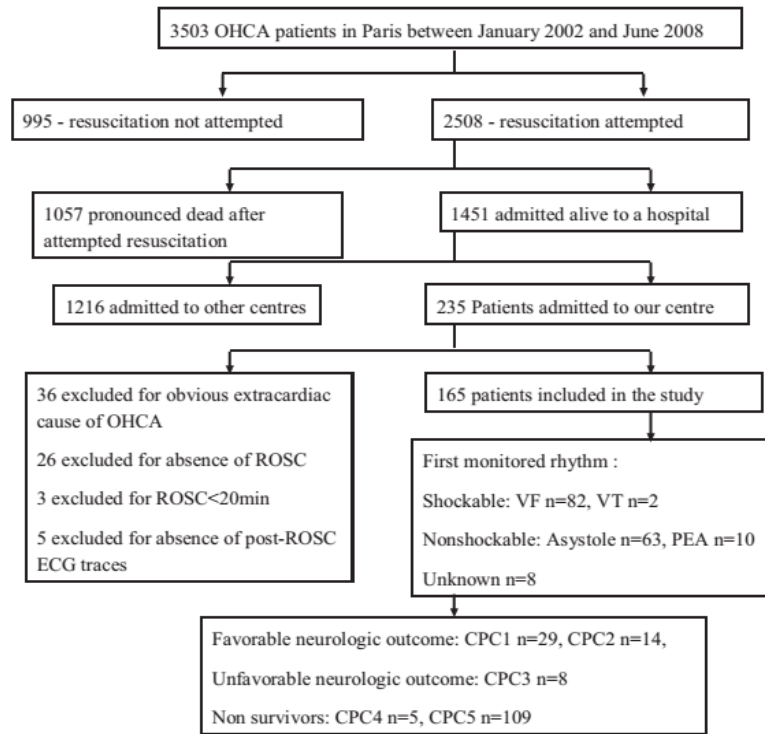 3503 OHCA patients in Paris between January 2002 and June 2008
995 - resuscitation not attempted
2508 - resuscitation attempted
1057 pronounced dead after
attempted resuscitation
1451 admitted alive to a hospital
1216 admitted to other centres
235 Patients admitted to our centre
36 excluded for obvious extracardiac
cause of OHCA
26 excluded for absence of ROSC
3 excluded for ROSC<20min
5 excluded for absence of post-ROSC
ECG traces
165 patients included in the study
First monitored rhythm :
Shockable: VF n=82, VT n=2
Nonshockable: Asystole n=63, PEA n=10
Unknown n=8
Favorable neurologic outcome: CPC1 n=29, CPC2 n=14,
Unfavorable neurologic outcome: CPC3 n=8
Non survivors: CPC4 n=5, CPC5 n=109